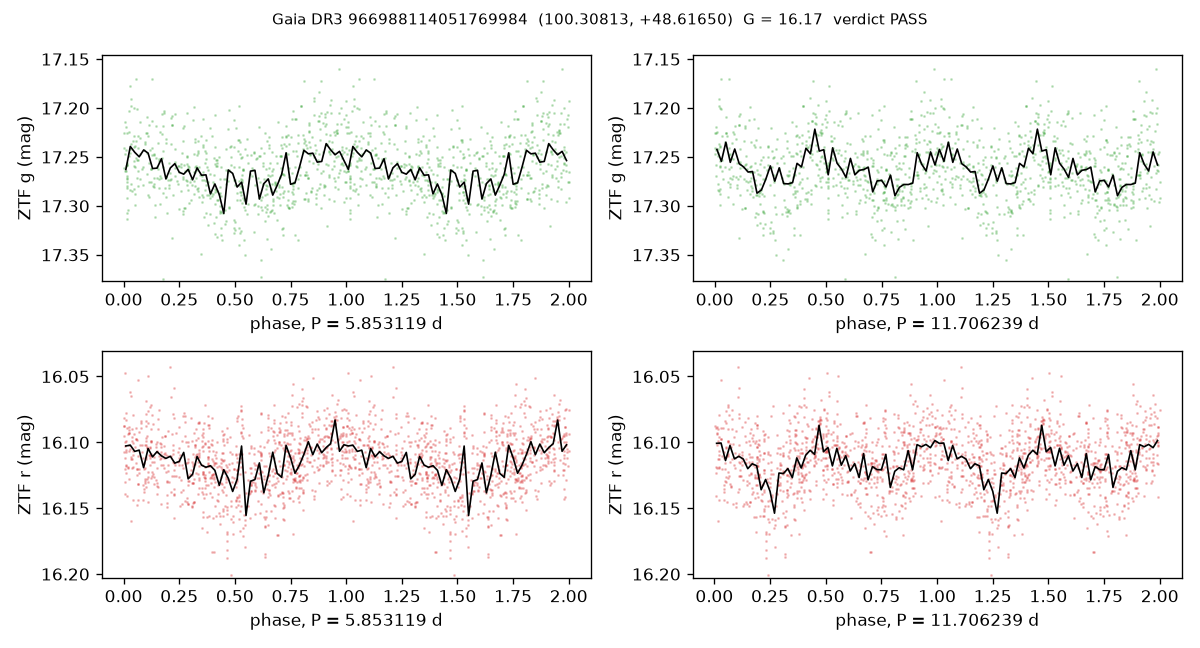 Gaia DR3 966988114051769984 (100.30813, +48.61650) G = 16.17 verdict PASS
17.15
17.20
17.25
17.30
17.35
ZTF g (mag)
0.00 0.25 0.50 0.75 1.00 1.25 1.50 1.75 2.00
phase, P = 5.853119 d
17.15
17.20
17.25
17.30
17.35
ZTF g (mag)
0.00 0.25 0.50 0.75 1.00 1.25 1.50 1.75 2.00
phase, P = 11.706239 d
16.05
16.10
16.15
16.20
ZTF r (mag)
0.00 0.25 0.50 0.75 1.00 1.25 1.50 1.75 2.00
phase, P = 5.853119 d
16.05
16.10
16.15
16.20
ZTF r (mag)
0.00 0.25 0.50 0.75 1.00 1.25 1.50 1.75 2.00
phase, P = 11.706239 d